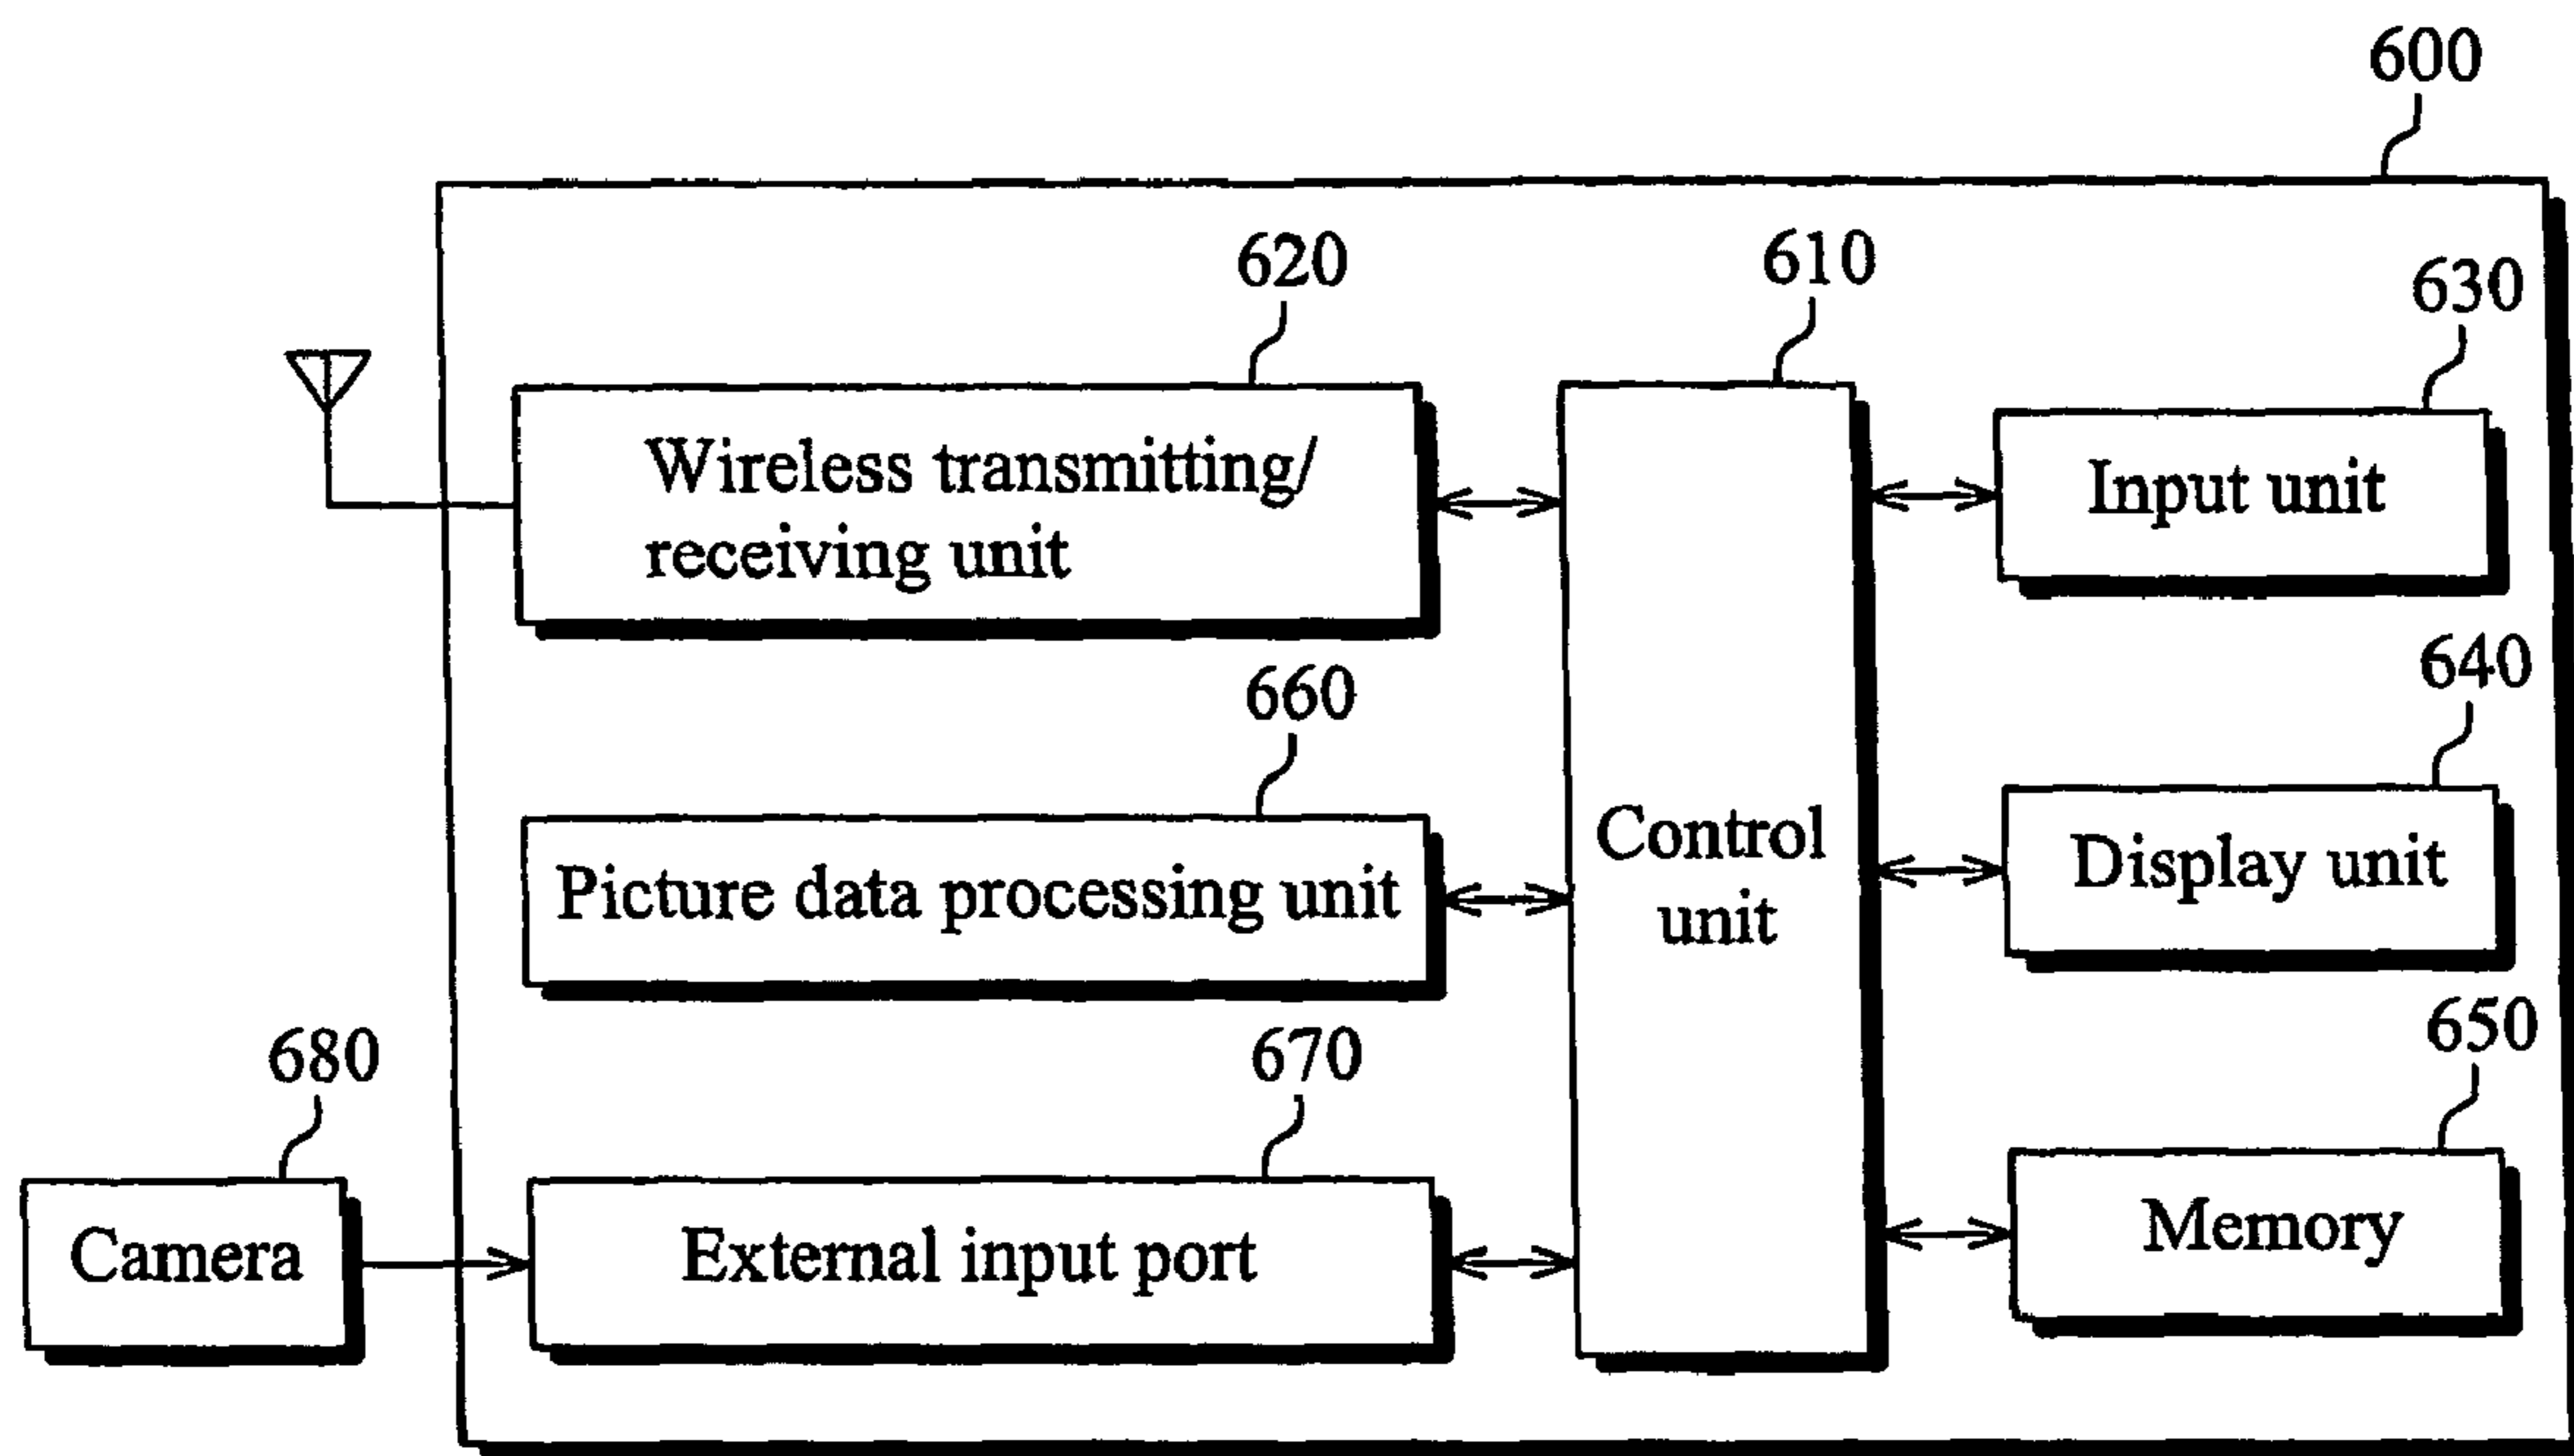 600
620
610
630
Wireless transmitting/
receiving unit
Input unit
660
640
Picture data processing unit
Control
unit
Display unit
680
670
650
Camera
External input port
Memory